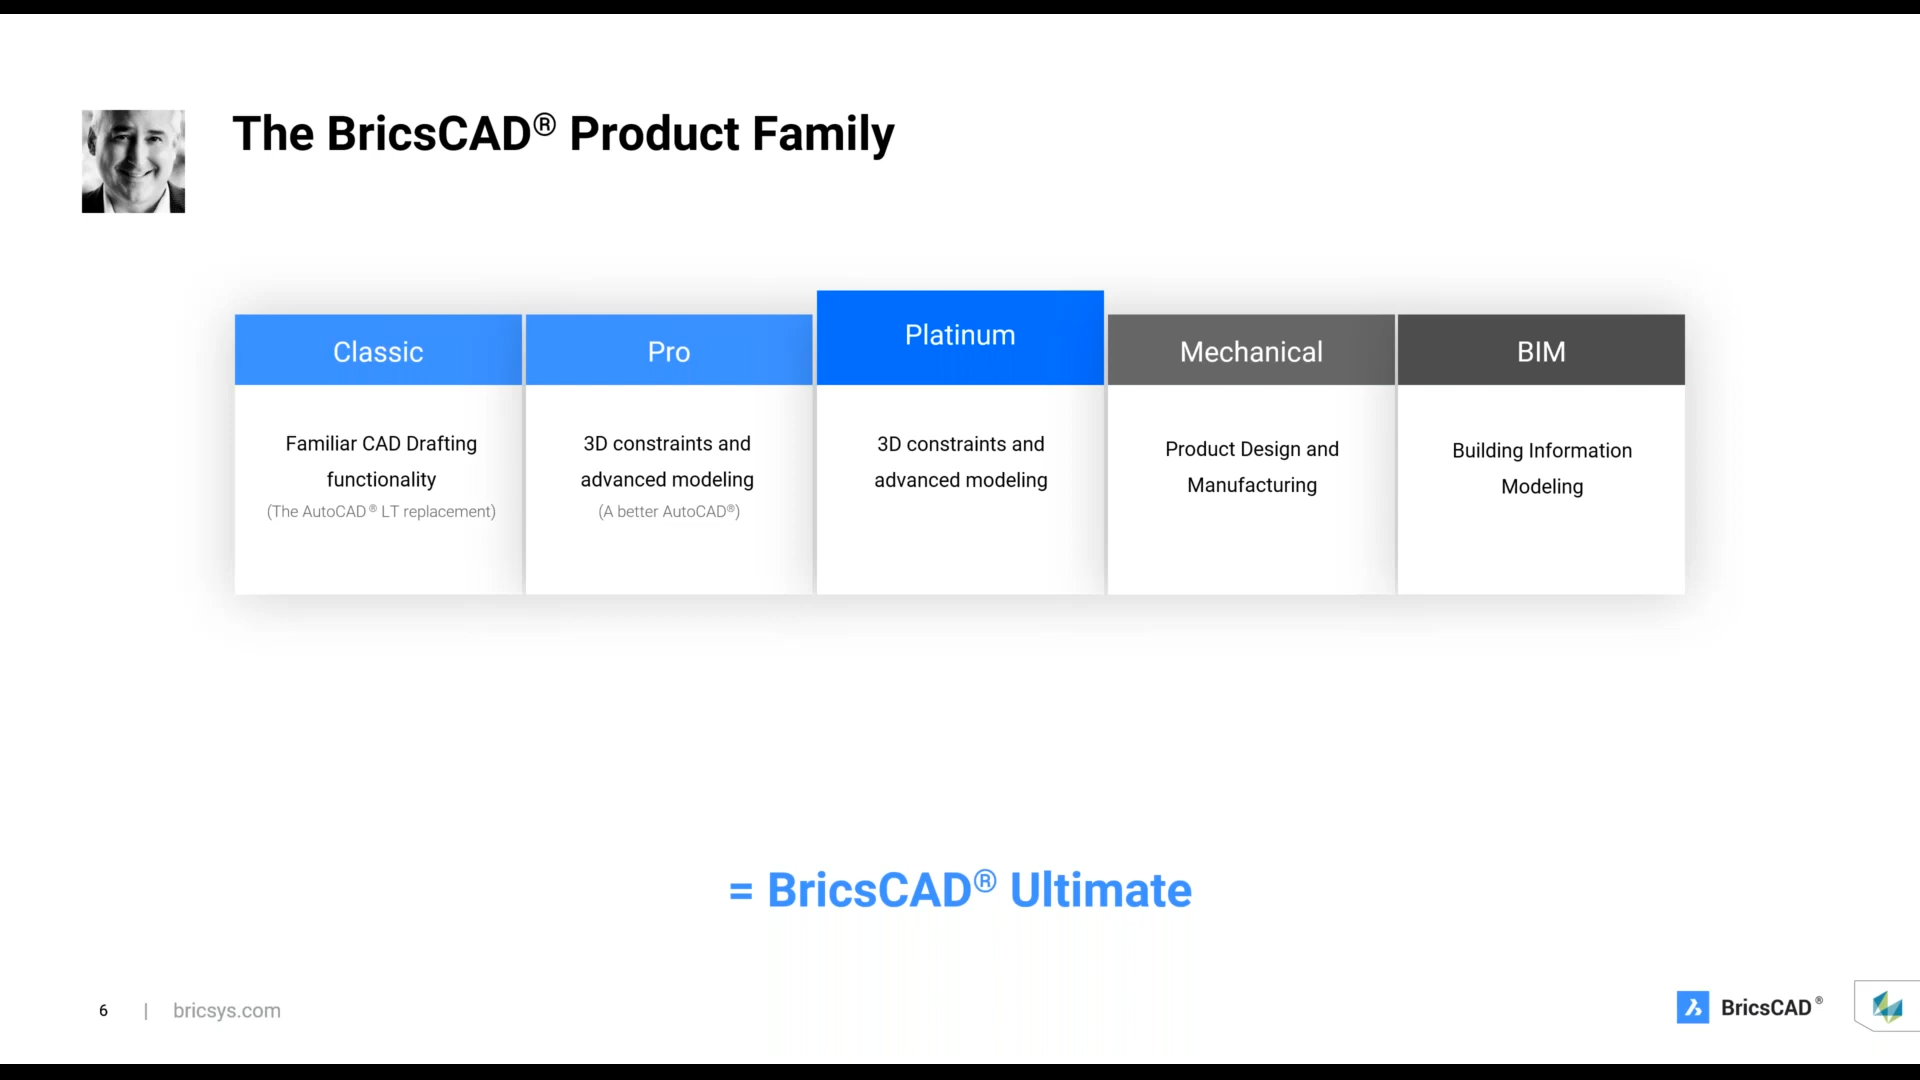 The BricsCAD® Product Family
Classic
Pro
Platinum
Mechanical
BIM
Familiar CAD Drafting
functionality
(The AutoCAD® LT replacement)
3D constraints and
advanced modeling
(A better AutoCAD®)
3D constraints and
advanced modeling
Product Design and
Manufacturing
Building Information
Modeling
= BricsCAD® Ultimate
6 | bricsys.com
BricsCAD®